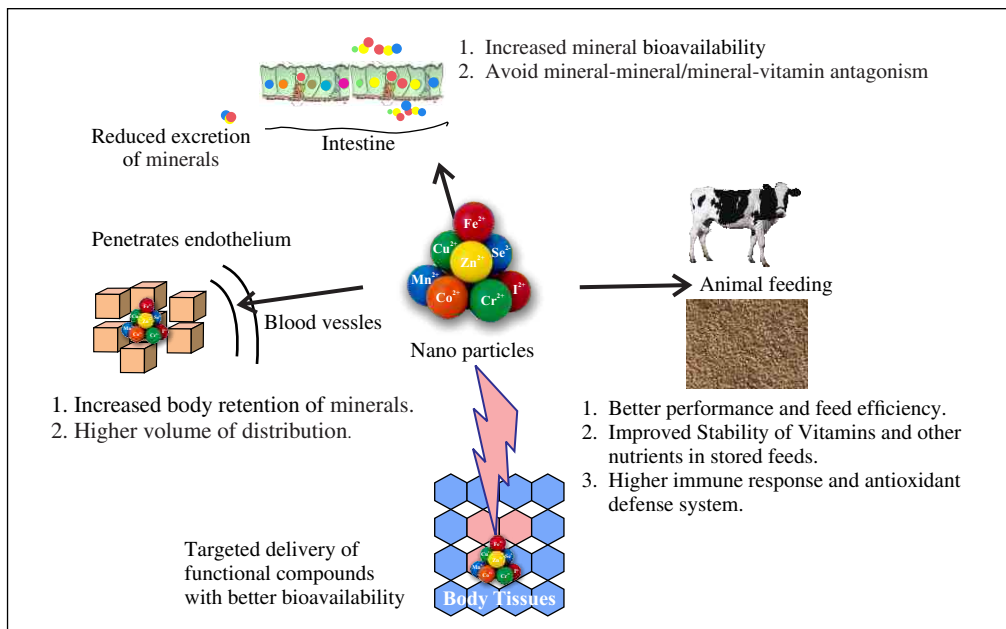 1. Increased mineral bioavailability
2. Avoid mineral-mineral/mineral-vitamin antagonism
Reduced excretion
of minerals
Intestine
Penetrates endothelium
Blood vessles
Fe²⁺
Cu²⁺
Se²⁻
Zn²⁺
Mn²⁺
Co²⁺
Cr²⁺
I²⁺
Nano particles
Animal feeding
1. Increased body retention of minerals.
2. Higher volume of distribution.
1. Better performance and feed efficiency.
2. Improved Stability of Vitamins and other
nutrients in stored feeds.
3. Higher immune response and antioxidant
defense system.
Targeted delivery of
functional compounds
with better bioavailability
Body Tissues